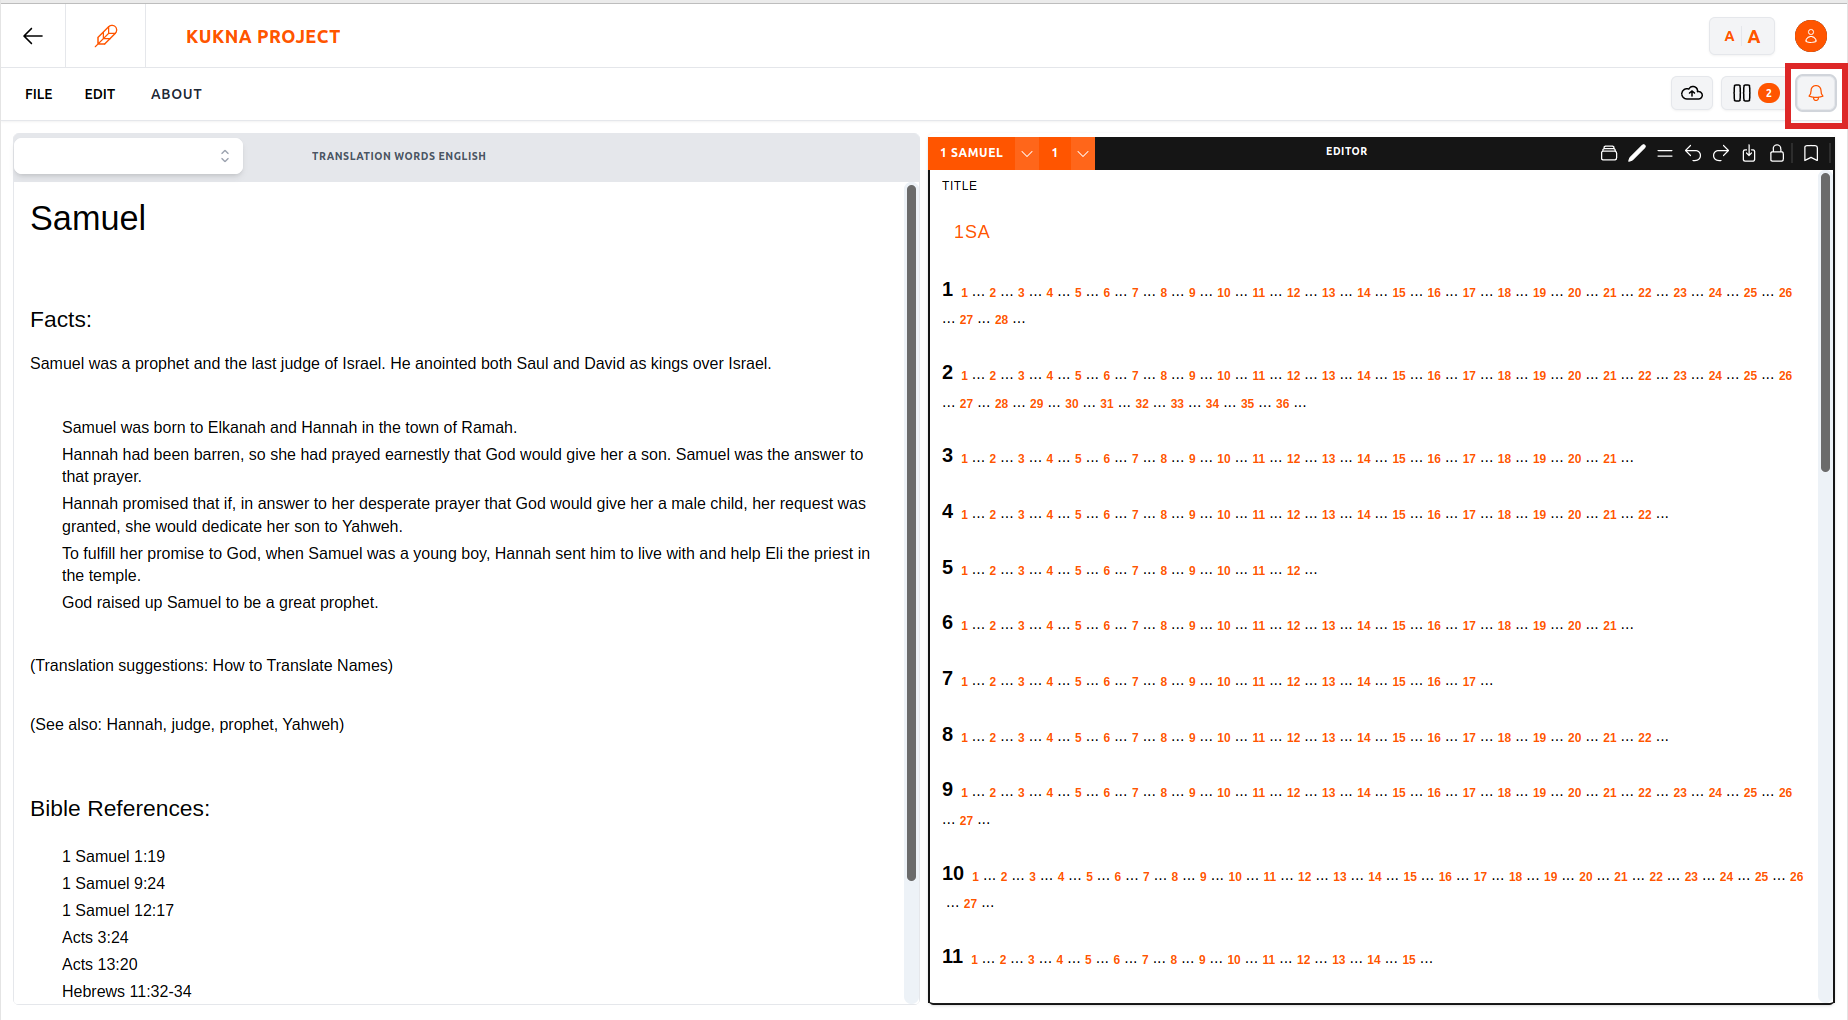 KUKNA PROJECT
A A
FILE EDIT ABOUT
2
TRANSLATION WORDS ENGLISH
Samuel
Facts:
Samuel was a prophet and the last judge of Israel. He anointed both Saul and David as kings over Israel.
Samuel was born to Elkanah and Hannah in the town of Ramah.
Hannah had been barren, so she had prayed earnestly that God would give her a son. Samuel was the answer to
that prayer.
Hannah promised that if, in answer to her desperate prayer that God would give her a male child, her request was
granted, she would dedicate her son to Yahweh.
To fulfill her promise to God, when Samuel was a young boy, Hannah sent him to live with and help Eli the priest in
the temple.
God raised up Samuel to be a great prophet.
(Translation suggestions: How to Translate Names)
(See also: Hannah, judge, prophet, Yahweh)
Bible References:
1 Samuel 1:19
1 Samuel 9:24
1 Samuel 12:17
Acts 3:24
Acts 13:20
Hebrews 11:32-34
1 SAMUEL 1 EDITOR
TITLE
1SA
1 1 ... 2 ... 3 ... 4 ... 5 ... 6 ... 7 ... 8 ... 9 ... 10 ... 11 ... 12 ... 13 ... 14 ... 15 ... 16 ... 17 ... 18 ... 19 ... 20 ... 21 ... 22 ... 23 ... 24 ... 25 ... 26
... 27 ... 28 ...
2 1 ... 2 ... 3 ... 4 ... 5 ... 6 ... 7 ... 8 ... 9 ... 10 ... 11 ... 12 ... 13 ... 14 ... 15 ... 16 ... 17 ... 18 ... 19 ... 20 ... 21 ... 22 ... 23 ... 24 ... 25 ... 26
... 27 ... 28 ... 29 ... 30 ... 31 ... 32 ... 33 ... 34 ... 35 ... 36 ...
3 1 ... 2 ... 3 ... 4 ... 5 ... 6 ... 7 ... 8 ... 9 ... 10 ... 11 ... 12 ... 13 ... 14 ... 15 ... 16 ... 17 ... 18 ... 19 ... 20 ... 21 ...
4 1 ... 2 ... 3 ... 4 ... 5 ... 6 ... 7 ... 8 ... 9 ... 10 ... 11 ... 12 ... 13 ... 14 ... 15 ... 16 ... 17 ... 18 ... 19 ... 20 ... 21 ... 22 ...
5 1 ... 2 ... 3 ... 4 ... 5 ... 6 ... 7 ... 8 ... 9 ... 10 ... 11 ... 12 ...
6 1 ... 2 ... 3 ... 4 ... 5 ... 6 ... 7 ... 8 ... 9 ... 10 ... 11 ... 12 ... 13 ... 14 ... 15 ... 16 ... 17 ... 18 ... 19 ... 20 ... 21 ...
7 1 ... 2 ... 3 ... 4 ... 5 ... 6 ... 7 ... 8 ... 9 ... 10 ... 11 ... 12 ... 13 ... 14 ... 15 ... 16 ... 17 ...
8 1 ... 2 ... 3 ... 4 ... 5 ... 6 ... 7 ... 8 ... 9 ... 10 ... 11 ... 12 ... 13 ... 14 ... 15 ... 16 ... 17 ... 18 ... 19 ... 20 ... 21 ... 22 ...
9 1 ... 2 ... 3 ... 4 ... 5 ... 6 ... 7 ... 8 ... 9 ... 10 ... 11 ... 12 ... 13 ... 14 ... 15 ... 16 ... 17 ... 18 ... 19 ... 20 ... 21 ... 22 ... 23 ... 24 ... 25 ... 26
... 27 ...
10 1 ... 2 ... 3 ... 4 ... 5 ... 6 ... 7 ... 8 ... 9 ... 10 ... 11 ... 12 ... 13 ... 14 ... 15 ... 16 ... 17 ... 18 ... 19 ... 20 ... 21 ... 22 ... 23 ... 24 ... 25 ... 26
... 27 ...
11 1 ... 2 ... 3 ... 4 ... 5 ... 6 ... 7 ... 8 ... 9 ... 10 ... 11 ... 12 ... 13 ... 14 ... 15 ...